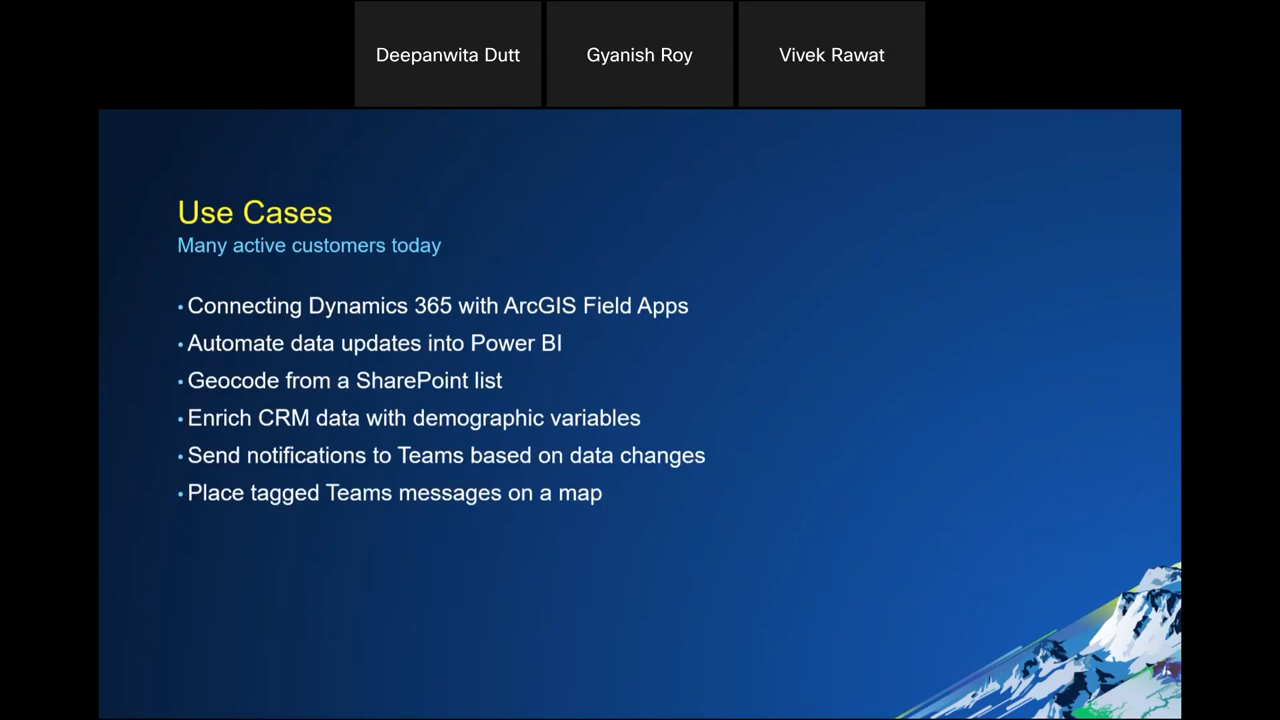 Deepanwita Dutt
Gyanish Roy
Vivek Rawat
Use Cases
Many active customers today
• Connecting Dynamics 365 with ArcGIS Field Apps
• Automate data updates into Power BI
• Geocode from a SharePoint list
• Enrich CRM data with demographic variables
• Send notifications to Teams based on data changes
• Place tagged Teams messages on a map